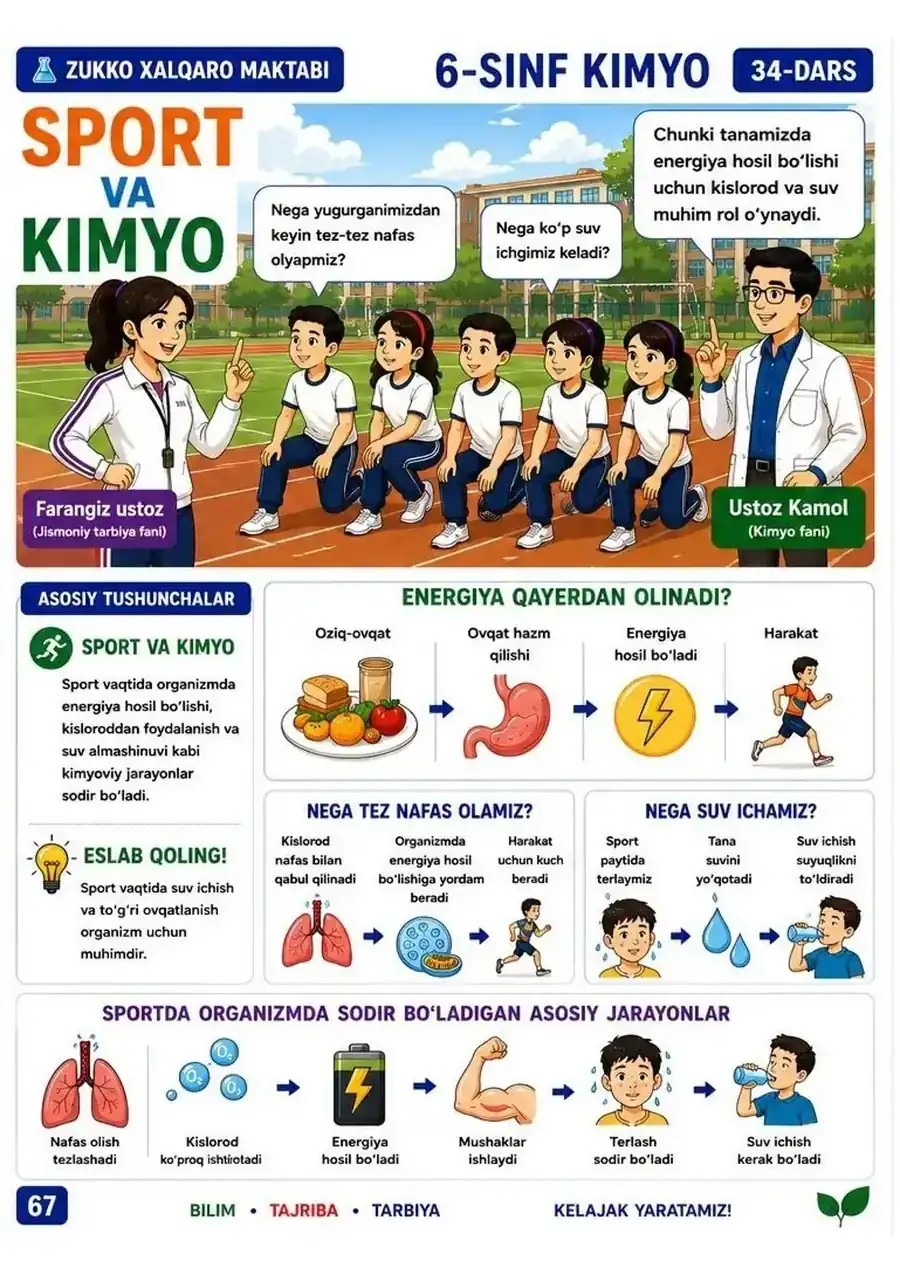 ZUKKO XALQARO MAKTABI
6-SINF KIMYO
34-DARS
SPORT
VA
KIMYO
Nega yugurganimizdan
keyin tez-tez nafas
olyapmiz?
Nega ko‘p suv
ichgimiz keladi?
Chunki tanamizda
energiya hosil bo‘lishi
uchun kislorod va suv
muhim rol o‘ynaydi.
Farangiz ustoz
(Jismoniy tarbiya fani)
Ustoz Kamol
(Kimyo fani)
ASOSIY TUSHUNCHALAR
SPORT VA KIMYO
Sport vaqtida organizmda
energiya hosil bo‘lishi,
kisloroddan foydalanish va
suv almashinuvi kabi
kimyoviy jarayonlar
sodir bo‘ladi.
ESLAB QOLING!
Sport vaqtida suv ichish
va to‘g‘ri ovqatlanish
organizm uchun
muhimdir.
ENERGIYA QAYERDAN OLINADI?
Oziq-ovqat
Ovqat hazm
qilishi
Energiya
hosil bo‘ladi
Harakat
NEGA TEZ NAFAS OLAMIZ?
Kislorod
nafas bilan
qabul qilinadi
Organizmda
energiya hosil
bo‘lishiga yordam
beradi
Harakat
uchun kuch
beradi
NEGA SUV ICHAMIZ?
Sport
paytida
terlaymiz
Tana
suvini
yo‘qotadi
Suv ichish
suyuqlikni
to‘ldiradi
SPORTDA ORGANIZMDA SODIR BO‘LADIGAN ASOSIY JARAYONLAR
O₂
O₂
O₂
Nafas olish
tezlashadi
Kislorod
ko‘proq
Energiya
hosil bo‘ladi
Mushaklar
ishlaydi
Terlash
sodir bo‘ladi
Suv ichish
kerak bo‘ladi
67
BILIM • TAJRIBA • TARBIYA
KELAJAK YARATAMIZ!